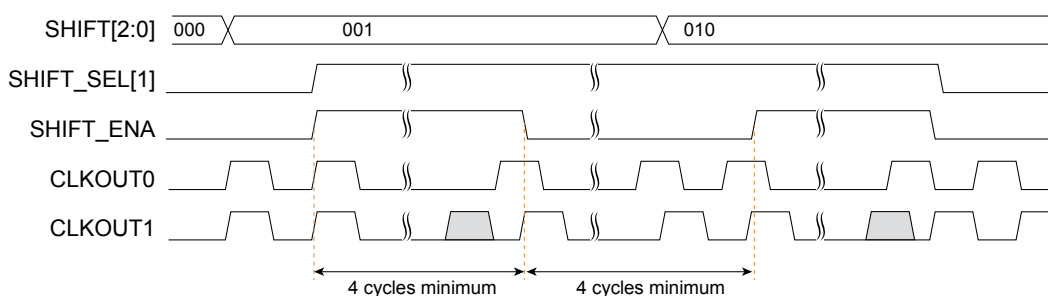 SHIFT[2:0] 000 001 010
SHIFT_SEL[1]
SHIFT_ENA
CLKOUT0
CLKOUT1
4 cycles minimum 4 cycles minimum